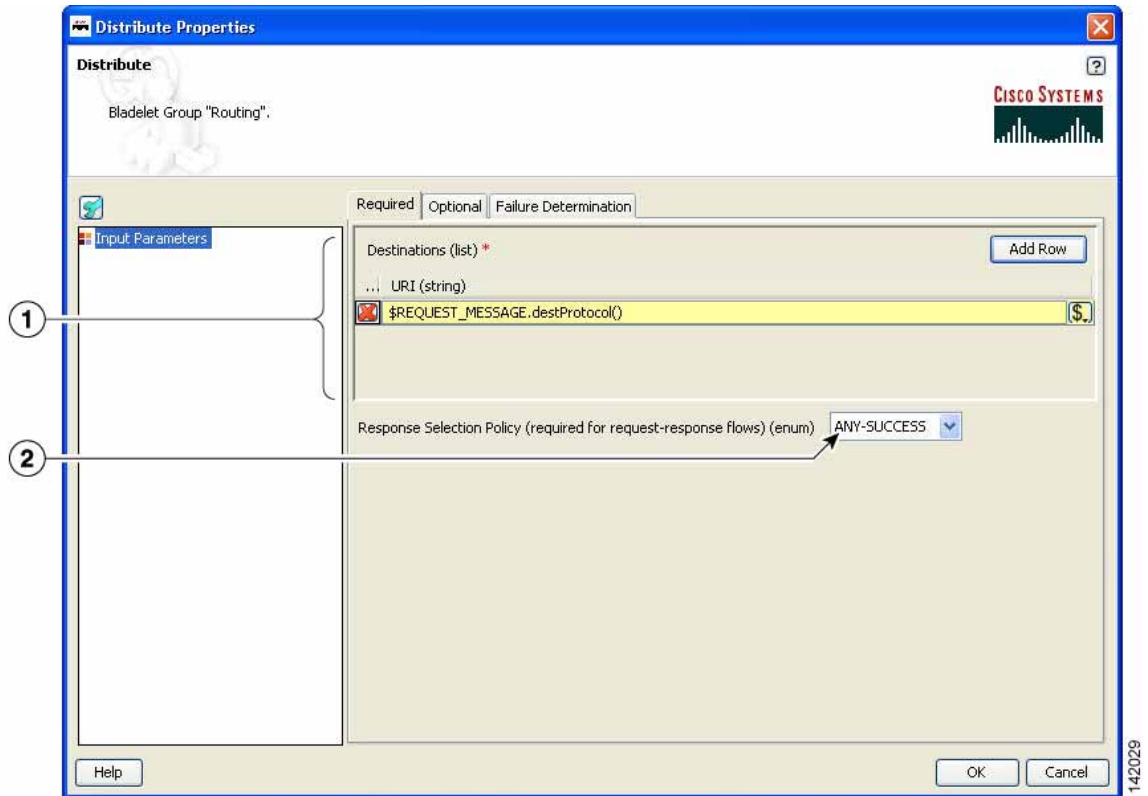 Distribute Properties
Distribute
?
Bladelet Group "Routing".
CISCO SYSTEMS
Required Optional Failure Determination
Input Parameters
Destinations (list) *
Add Row
... URI (string)
1
$REQUEST_MESSAGE.destProtocol()
($.)
Response Selection Policy (required for request-response flows) (enum) ANY-SUCCESS
2
Help
OK
Cancel
142029